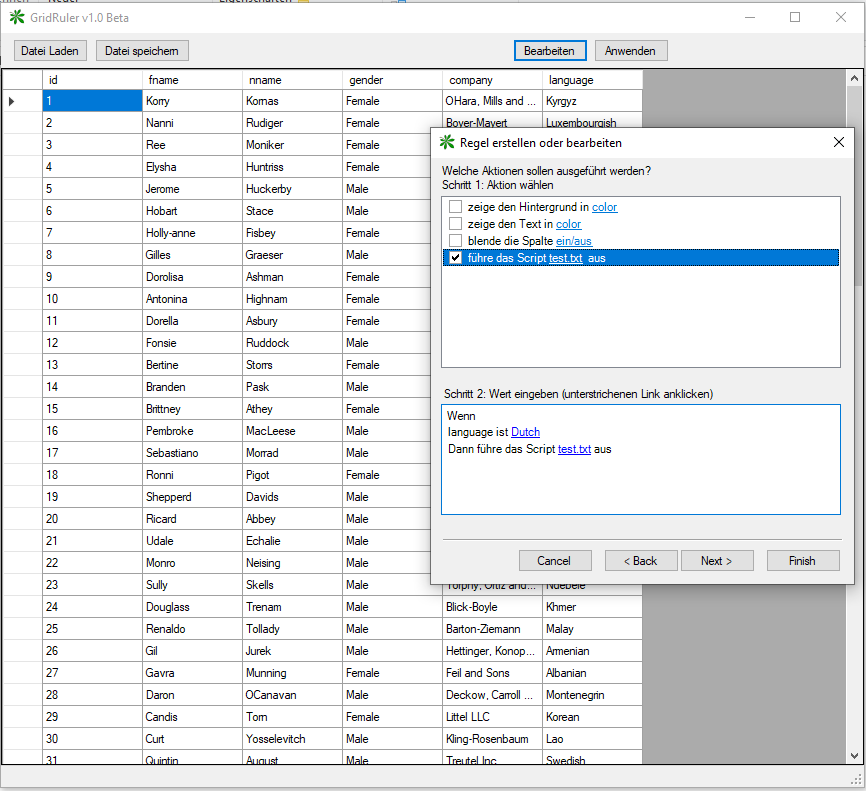 Eigenschaften
GridRuler v1.0 Beta
Datei Laden Datei speichern Bearbeiten Anwenden
id fname nname gender company language
1 Korry Kornas Female OHara, Mills and ... Kyrgyz
2 Nanni Rudiger Female Boyer-Mayert Luxembourgish
3 Ree Moniker Female
4 Elysha Huntriss Female
5 Jerome Huckerby Male
6 Hobart Stace Male
7 Holly-anne Fisbey Female
8 Gilles Graeser Male
9 Dorolisa Ashman Female
10 Antonina Highnam Female
11 Dorella Asbury Female
12 Fonsie Ruddock Male
13 Bertine Storrs Female
14 Branden Pask Male
15 Brittney Athey Female
16 Pembroke MacLeese Male
17 Sebastiano Morrad Male
18 Ronni Pigot Female
19 Shepperd Davids Male
20 Ricard Abbey Male
21 Udale Echalie Male
22 Monro Neising Male
23 Sully Skells Male Torphy, Ortiz and... Ndebele
24 Douglass Trenam Male Blick-Boyle Khmer
25 Renaldo Tollady Male Barton-Ziemann Malay
26 Gil Jurek Male Hettinger, Konop... Armenian
27 Gavra Munning Female Feil and Sons Albanian
28 Daron OCanavan Male Deckow, Carroll ... Montenegrin
29 Candis Torn Female Littel LLC Korean
30 Curt Yosselevitch Male Kling-Rosenbaum Lao
31 Quintin August Male Treutel Inc Swedish
Regel erstellen oder bearbeiten
Welche Aktionen sollen ausgeführt werden?
Schritt 1: Aktion wählen
zeige den Hintergrund in color
zeige den Text in color
blende die Spalte ein/aus
führe das Script test.txt aus
Schritt 2: Wert eingeben (unterstrichenen Link anklicken)
Wenn
language ist Dutch
Dann führe das Script test.txt aus
Cancel < Back Next > Finish